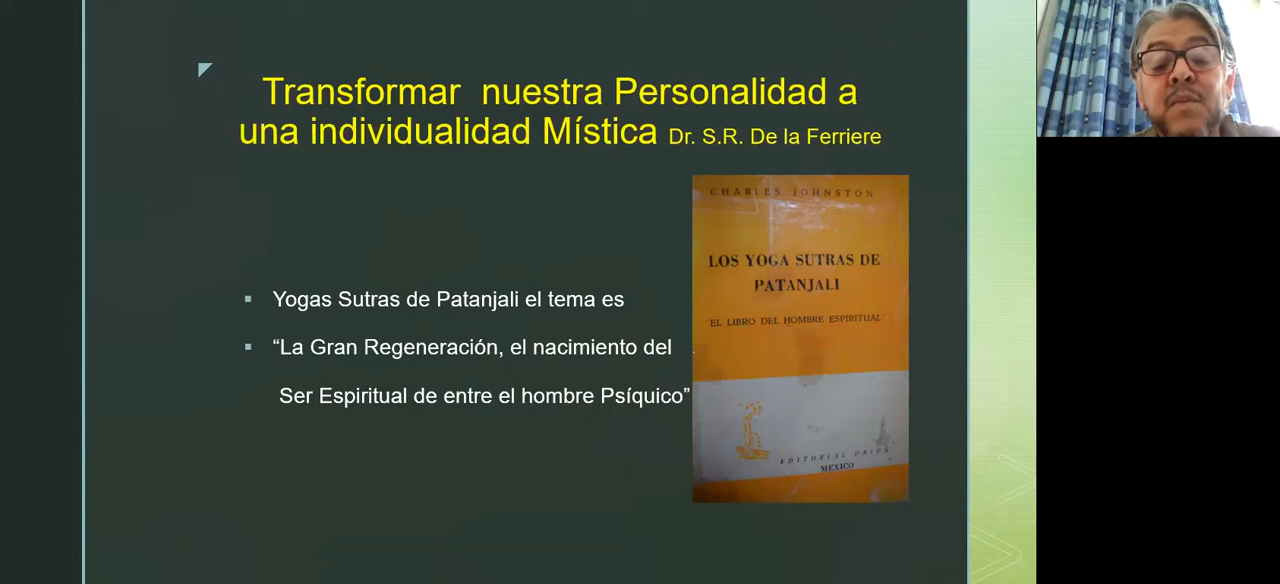 Transformar nuestra Personalidad a
una individualidad Mística Dr. S.R. De la Ferriere
Yogas Sutras de Patanjali el tema es
“La Gran Regeneración, el nacimiento del
Ser Espiritual de entre el hombre Psíquico”
CHARLES JOHNSTON
LOS YOGA SUTRAS DE
PATANJALI
"EL LIBRO DEL HOMBRE ESPIRITUAL"
EDITORIAL ORION
MEXICO